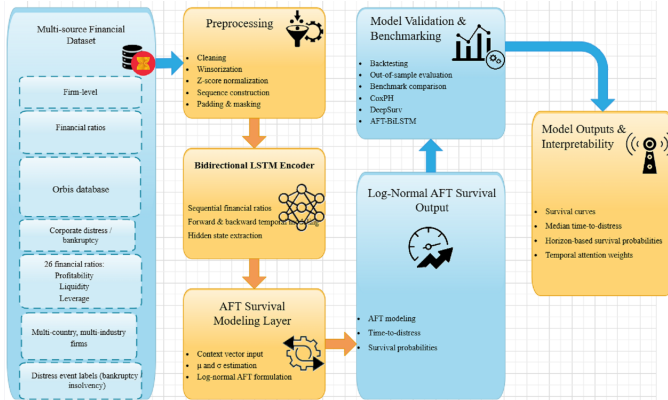 Multi-source Financial
Dataset
Firm-level
Financial ratios
Orbis database
Corporate distress /
bankruptcy
26 financial ratios:
Profitability
Liquidity
Leverage
Multi-country, multi-industry
firms
Distress event labels (bankruptcy
insolvency)
Preprocessing
Cleaning
Winsorization
Z-score normalization
Sequence construction
Padding & masking
Bidirectional LSTM Encoder
Sequential financial ratios
Forward & backward temporal
Hidden state extraction
AFT Survival
Modeling Layer
Context vector input
μ and σ estimation
Log-normal AFT formulation
Model Validation &
Benchmarking
Backtesting
Out-of-sample evaluation
Benchmark comparison
CoxPH
DeepSurv
AFT-BiLSTM
Log-Normal AFT Survival
Output
AFT modeling
Time-to-distress
Survival probabilities
Model Outputs &
Interpretability
Survival curves
Median time-to-distress
Horizon-based survival probabilities
Temporal attention weights